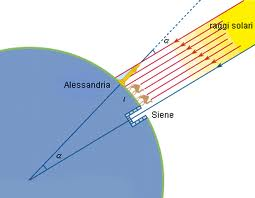 α
raggi solari
Alessandria
l
Siene
α